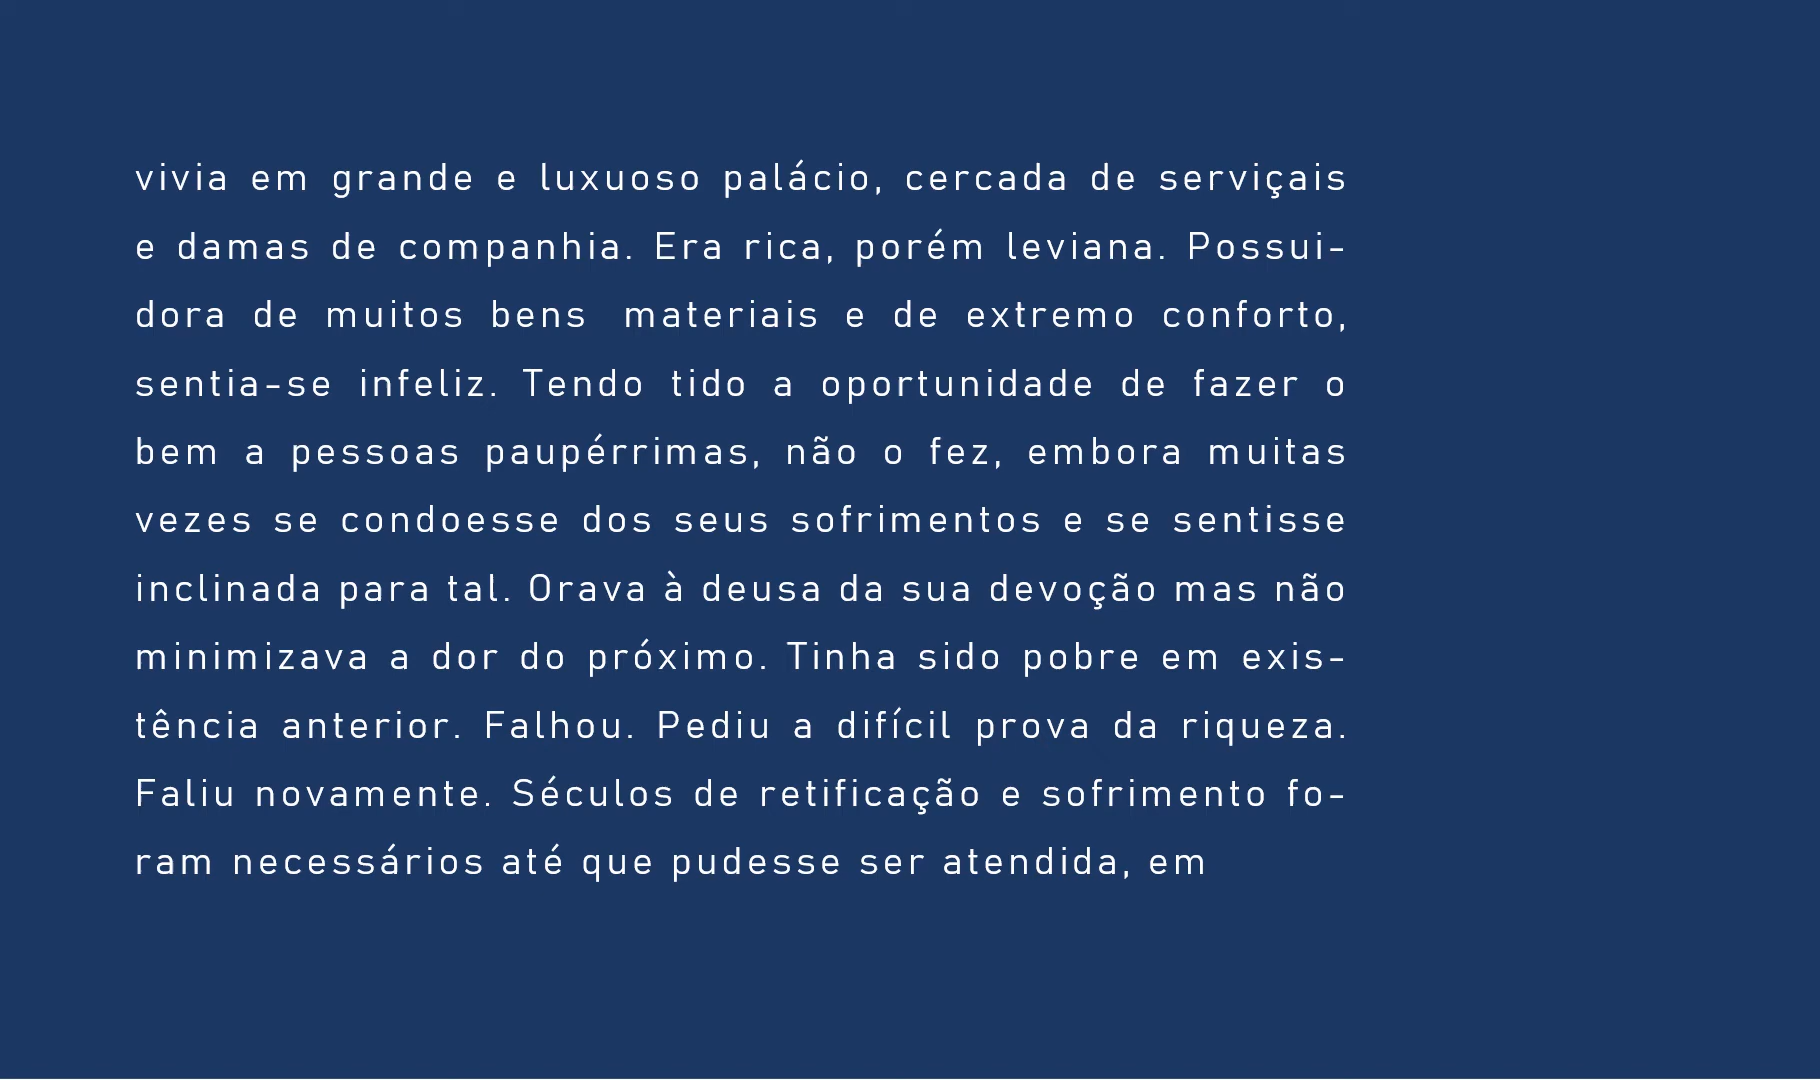 vivia em grande e luxuoso palácio, cercada de serviçais
e damas de companhia. Era rica, porém leviana. Possui-
dora de muitos bens materiais e de extremo conforto,
sentia-se infeliz. Tendo tido a oportunidade de fazer o
bem a pessoas paupérrimas, não o fez, embora muitas
vezes se condoesse dos seus sofrimentos e se sentisse
inclinada para tal. Orava à deusa da sua devoção mas não
minimizava a dor do próximo. Tinha sido pobre em exis-
tência anterior. Falhou. Pediu a difícil prova da riqueza.
Faliu novamente. Séculos de retificação e sofrimento fo-
ram necessários até que pudesse ser atendida, em